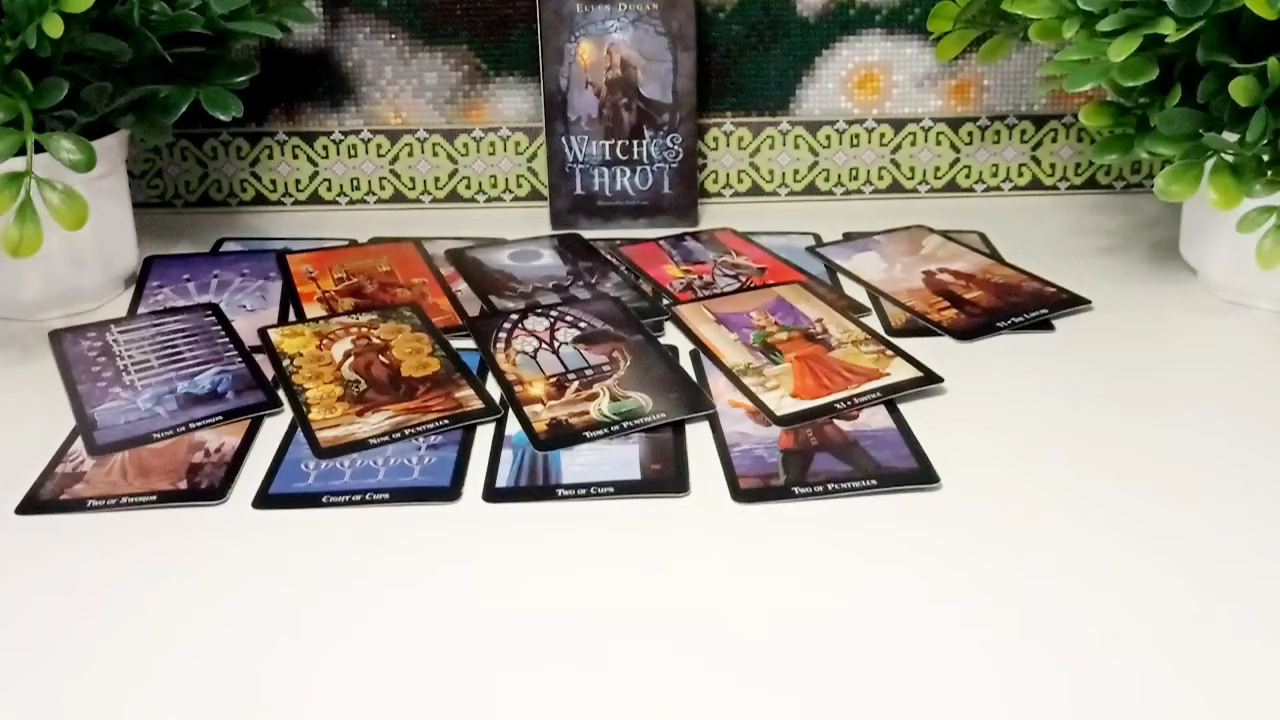 ELLEN DUGAN
WITCHES
TAROT
VI • THE LOVERS
NINE OF SWORDS
NINE OF PENTACLES
THREE OF PENTACLES
XI • JUSTICE
TWO OF SWORDS
EIGHT OF CUPS
TWO OF CUPS
TWO OF PENTACLES